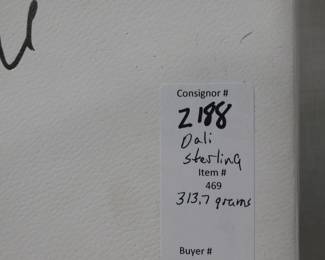 Consignor #
2188
Dali
Sterling
Item #
469
313.7 grams
Buyer #